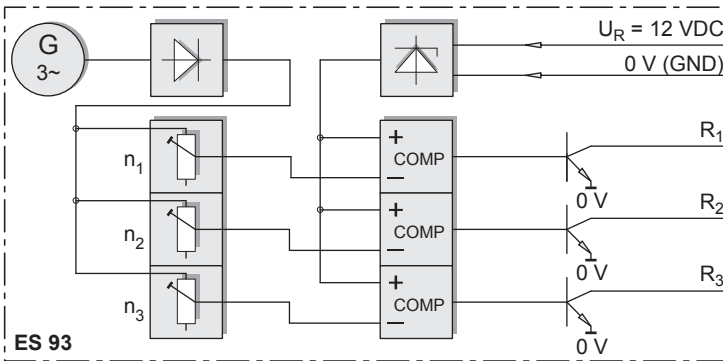 G
3~
U_R = 12 VDC
0 V (GND)
n_1
+
COMP
−
R_1
0 V
n_2
+
COMP
−
R_2
0 V
n_3
+
COMP
−
R_3
0 V
ES 93